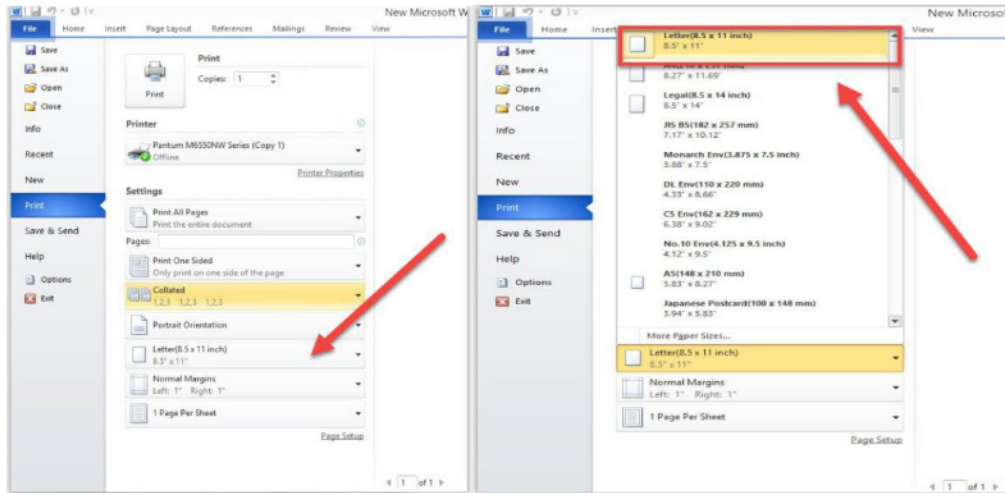 New Microsoft W
File Home Insert Page Layout References Mailings Review View
Save
Save As
Open
Close
Info
Recent
New
Print
Save & Send
Help
Options
Exit
Print
Copies: 1
Print
Printer
Pantum M6550NW Series (Copy 1)
Offline
Printer Properties
Settings
Print All Pages
Print the entire document
Pages:
Print One Sided
Only print on one side of the page
Collated
1,2,3 1,2,3 1,2,3
Portrait Orientation
Letter(8.5 x 11 inch)
8.5" x 11"
Normal Margins
Left: 1" Right: 1"
1 Page Per Sheet
Page Setup
1 of 1
New Microsof
File Home Insert View
Save
Save As
Open
Close
Info
Recent
New
Print
Save & Send
Help
Options
Exit
Letter(8.5 x 11 inch)
8.5" x 11"
8.27" x 11.69"
Legal(8.5 x 14 inch)
8.5" x 14"
JIS B5(182 x 257 mm)
7.17" x 10.12"
Monarch Env(3.875 x 7.5 inch)
3.88" x 7.5"
DL Env(110 x 220 mm)
4.33" x 8.66"
C5 Env(162 x 229 mm)
6.38" x 9.02"
No.10 Env(4.125 x 9.5 inch)
4.12" x 9.5"
A5(148 x 210 mm)
5.83" x 8.27"
Japanese Postcard(100 x 148 mm)
3.94" x 5.83"
More Paper Sizes...
Letter(8.5 x 11 inch)
8.5" x 11"
Normal Margins
Left: 1" Right: 1"
1 Page Per Sheet
Page Setup
1 of 1